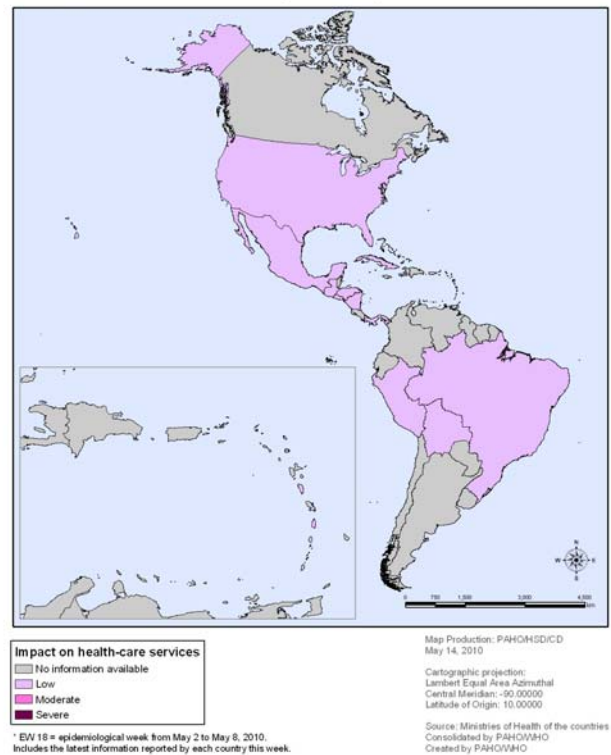 N
W
E
S
0 750 1,500 3,000 4,500
km
Impact on health-care services
No information available
Low
Moderate
Severe
* EW 18 = epidemiological week from May 2 to May 8, 2010.
Includes the latest information reported by each country this week.
Map Production: PAHO/HSD/CD
May 14, 2010
Cartographic projection:
Lambert Equal Area Azimuthal
Central Meridian: -90.00000
Latitude of Origin: 10.00000
Source: Ministries of Health of the countries
Consolidated by PAHO/WHO
Created by PAHO/WHO